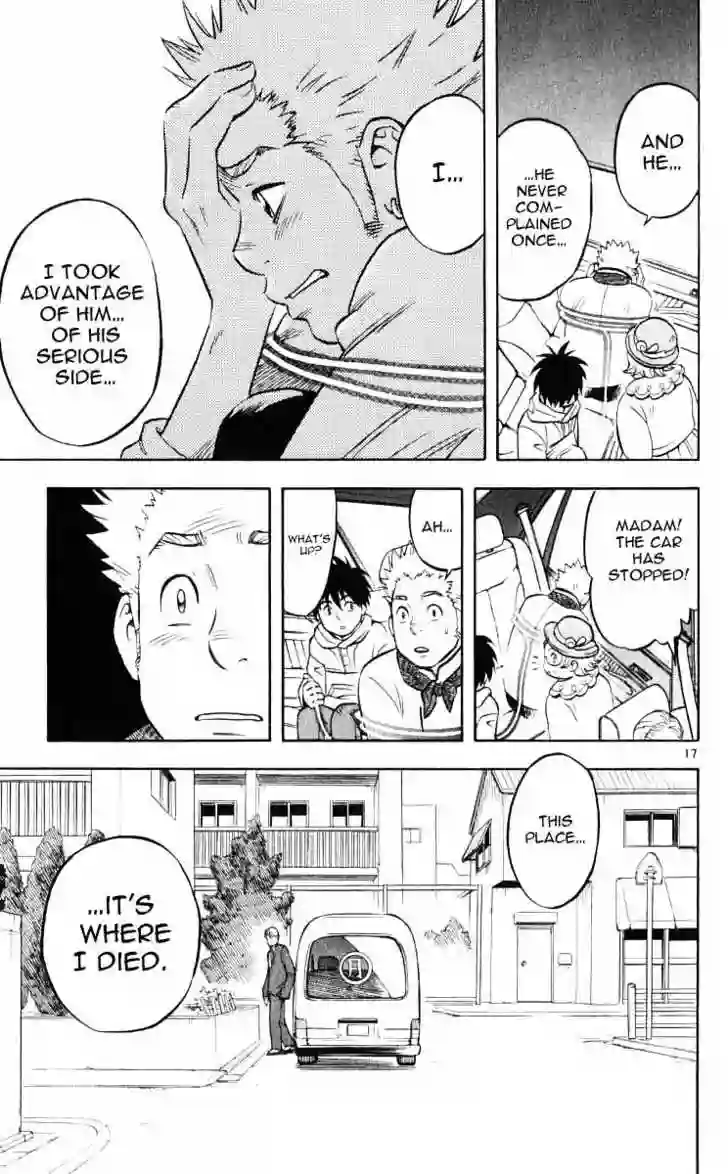 AND
HE...
...HE
NEVER
COM-
PLAINED
ONCE...
I...
I TOOK
ADVANTAGE
OF HIM...
OF HIS
SERIOUS
SIDE...
MADAM!
THE CAR
HAS
STOPPED!
AH...
WHAT'S
UP?
17
THIS
PLACE...
...IT'S
WHERE
I DIED.
月